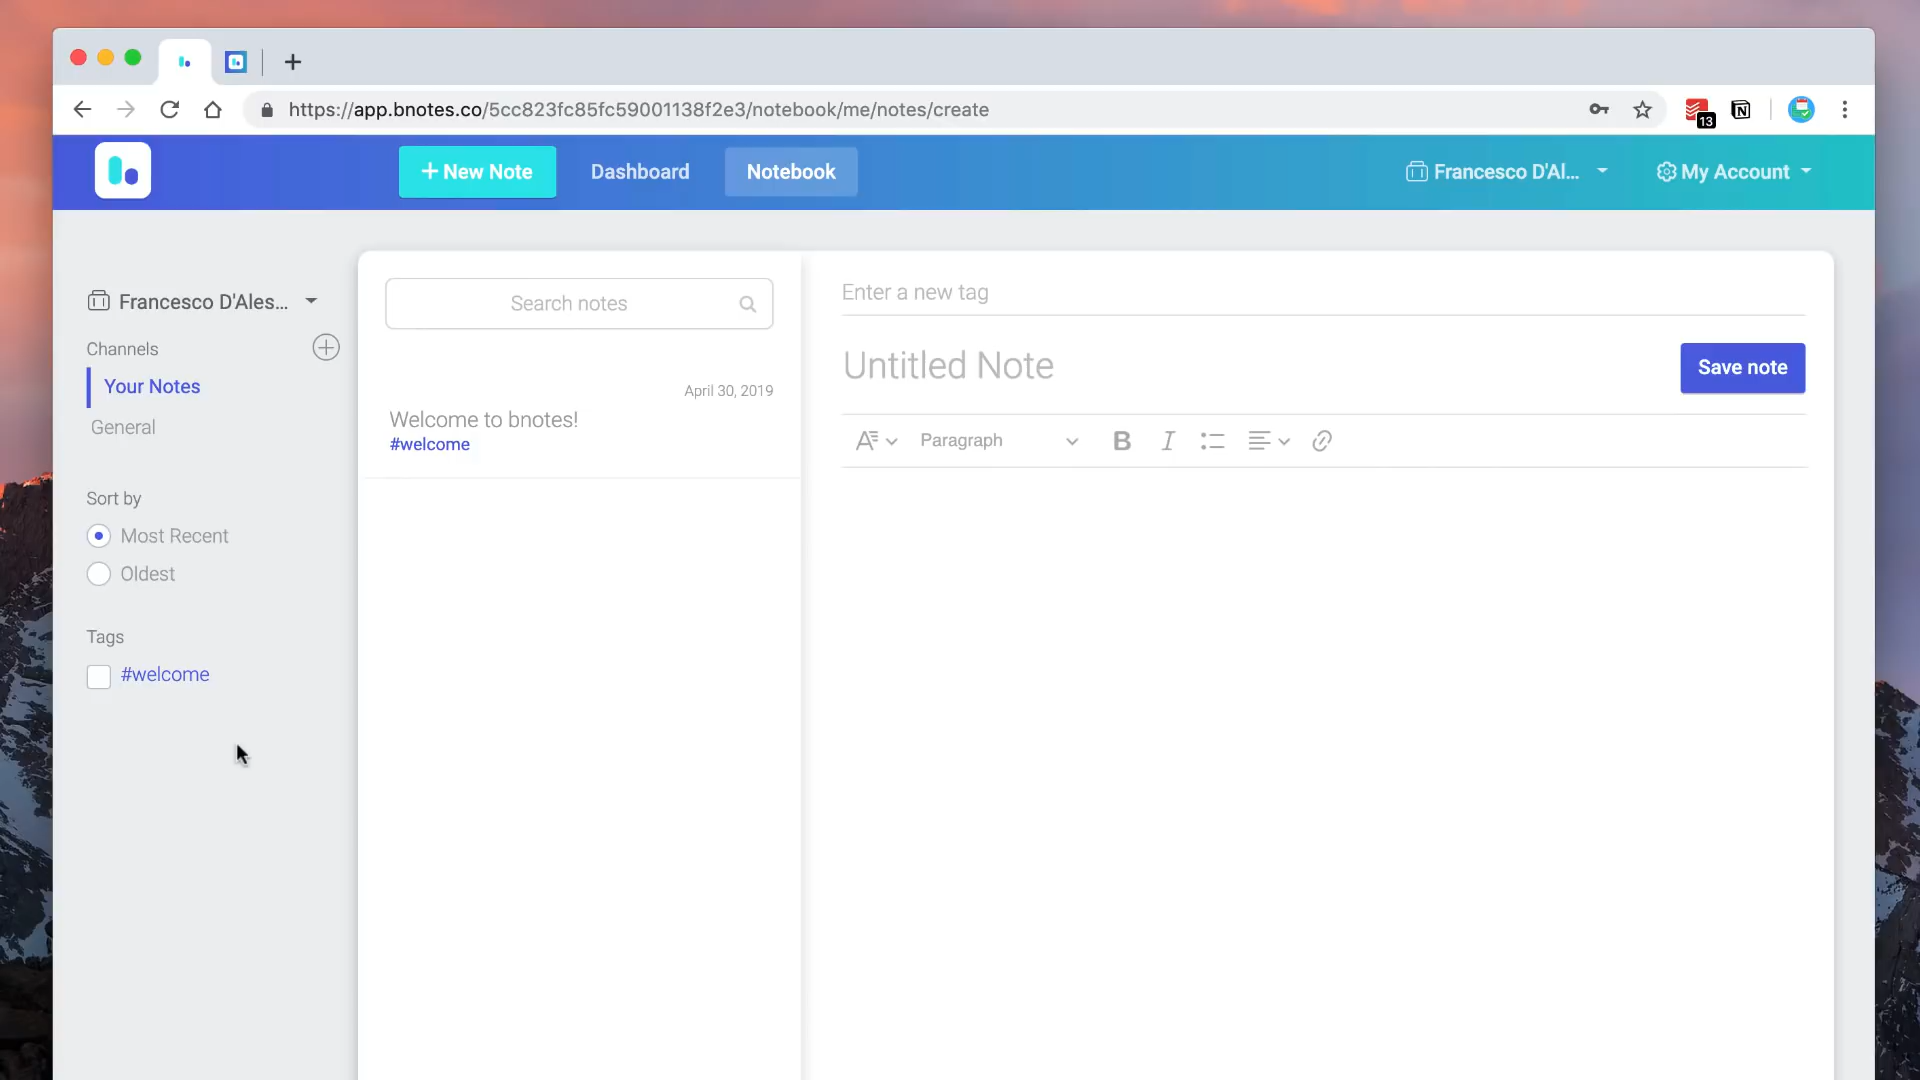 https://app.bnotes.co/5cc823fc85fc59001138f2e3/notebook/me/notes/create
13
+ New Note
Dashboard
Notebook
Francesco D'Al...
My Account
Francesco D'Ales...
Channels
Your Notes
General
Sort by
Most Recent
Oldest
Tags
#welcome
Search notes
April 30, 2019
Welcome to bnotes!
#welcome
Enter a new tag
Untitled Note
Save note
Paragraph
B
I